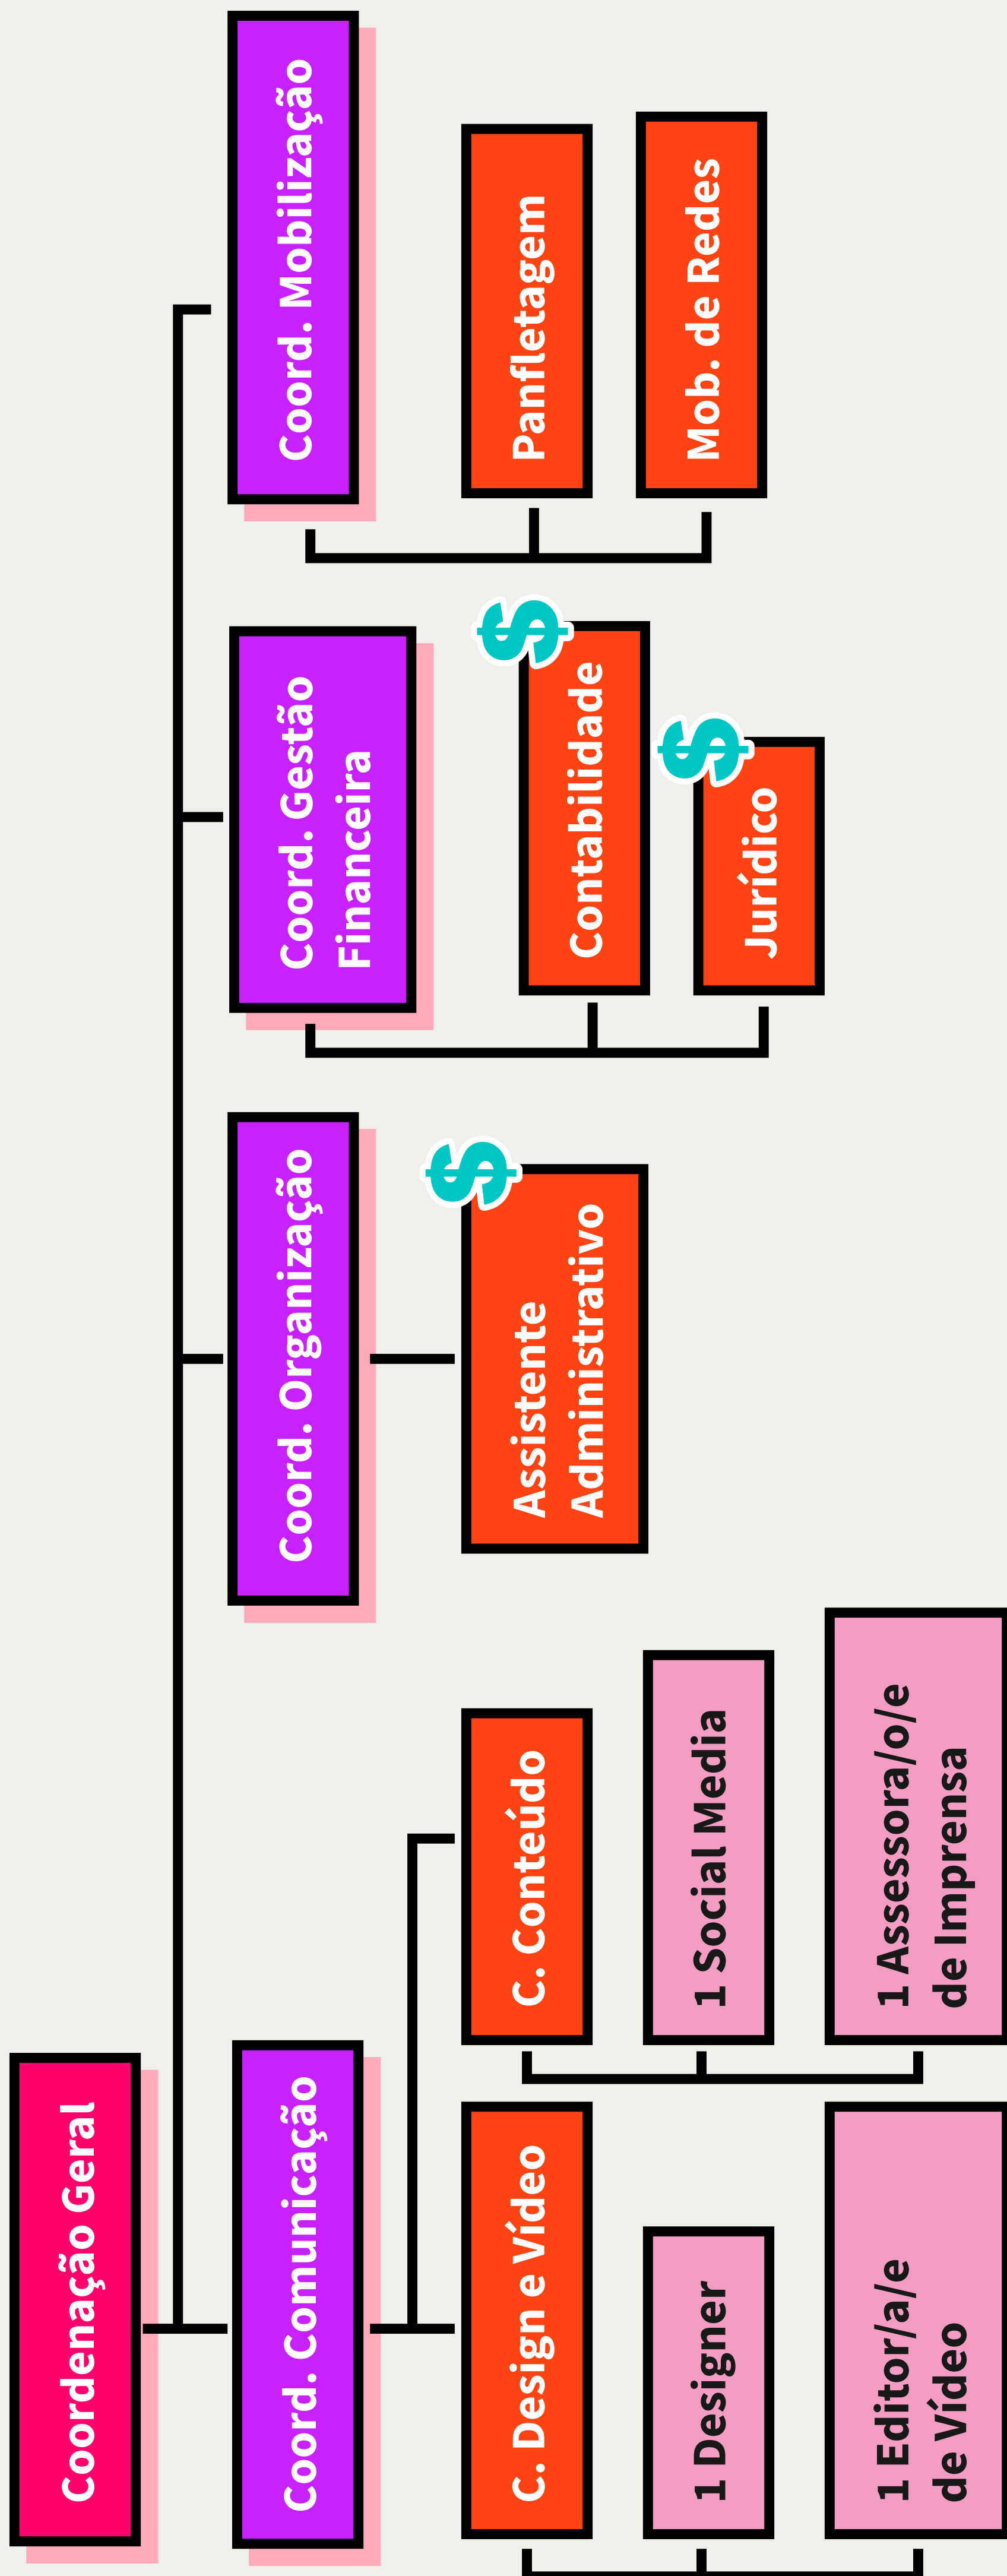 Coordenação Geral
Coord. Comunicação
Coord. Organização
Coord. Gestão
Financeira
Coord. Mobilização
C. Design e Vídeo
1 Designer
1 Editor/a/e
de Vídeo
C. Conteúdo
1 Social Media
1 Assessora/o/e
de Imprensa
$
Assistente
Administrativo
$
Contabilidade
$
Jurídico
Panfletagem
Mob. de Redes